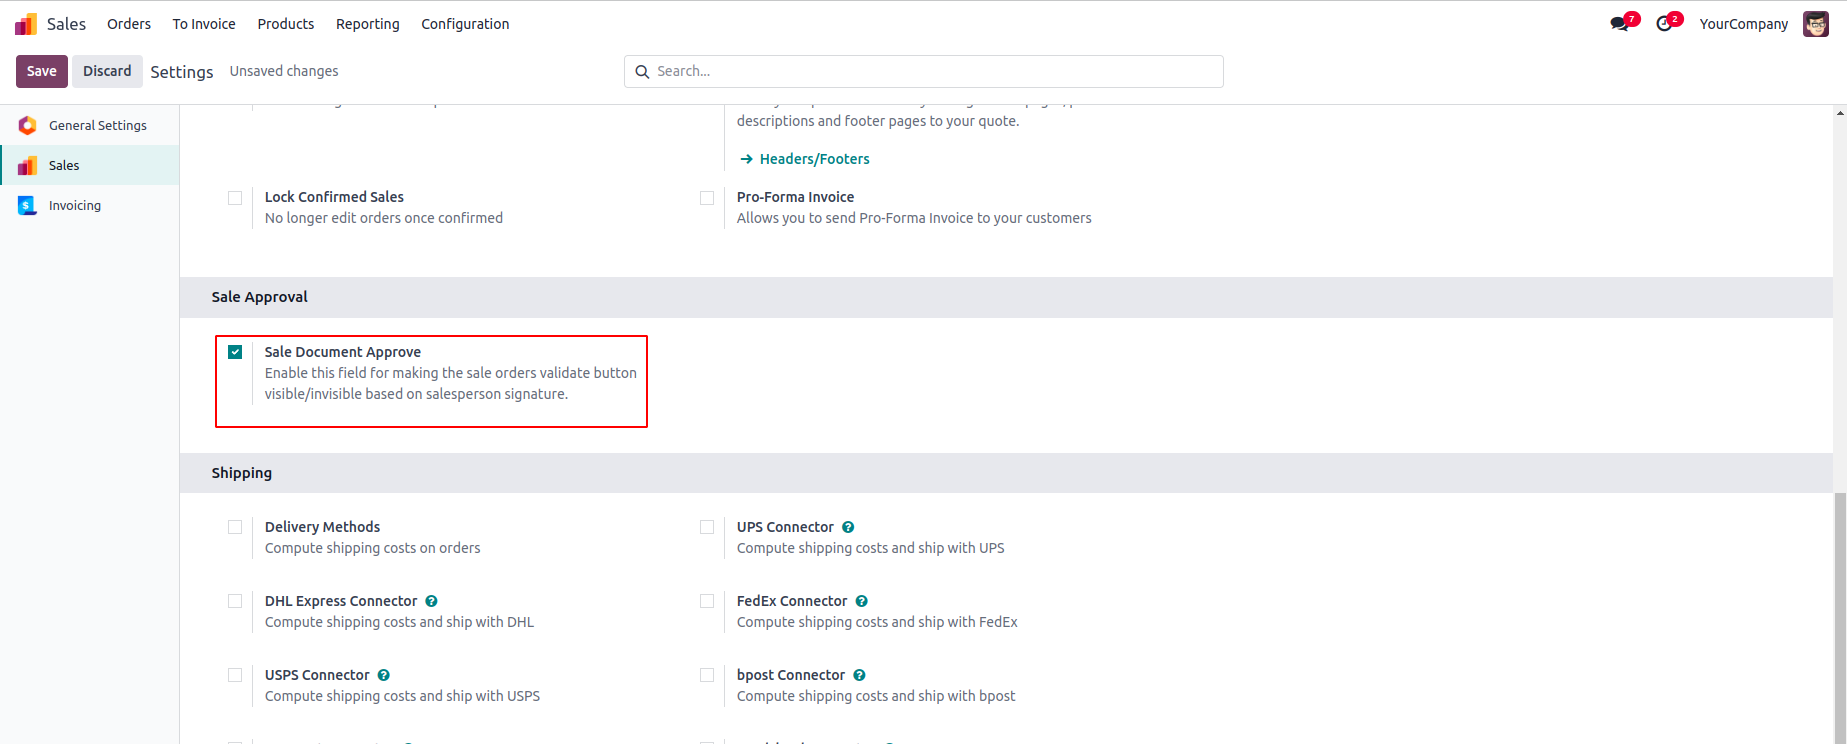 Sales Orders To Invoice Products Reporting Configuration 7 2 YourCompany
Save Discard Settings Unsaved changes Search...
General Settings
Sales
Invoicing
descriptions and footer pages to your quote.
Headers/Footers
Lock Confirmed Sales
No longer edit orders once confirmed
Pro-Forma Invoice
Allows you to send Pro-Forma Invoice to your customers
Sale Approval
Sale Document Approve
Enable this field for making the sale orders validate button
visible/invisible based on salesperson signature.
Shipping
Delivery Methods
Compute shipping costs on orders
UPS Connector ?
Compute shipping costs and ship with UPS
DHL Express Connector ?
Compute shipping costs and ship with DHL
FedEx Connector ?
Compute shipping costs and ship with FedEx
USPS Connector ?
Compute shipping costs and ship with USPS
bpost Connector ?
Compute shipping costs and ship with bpost